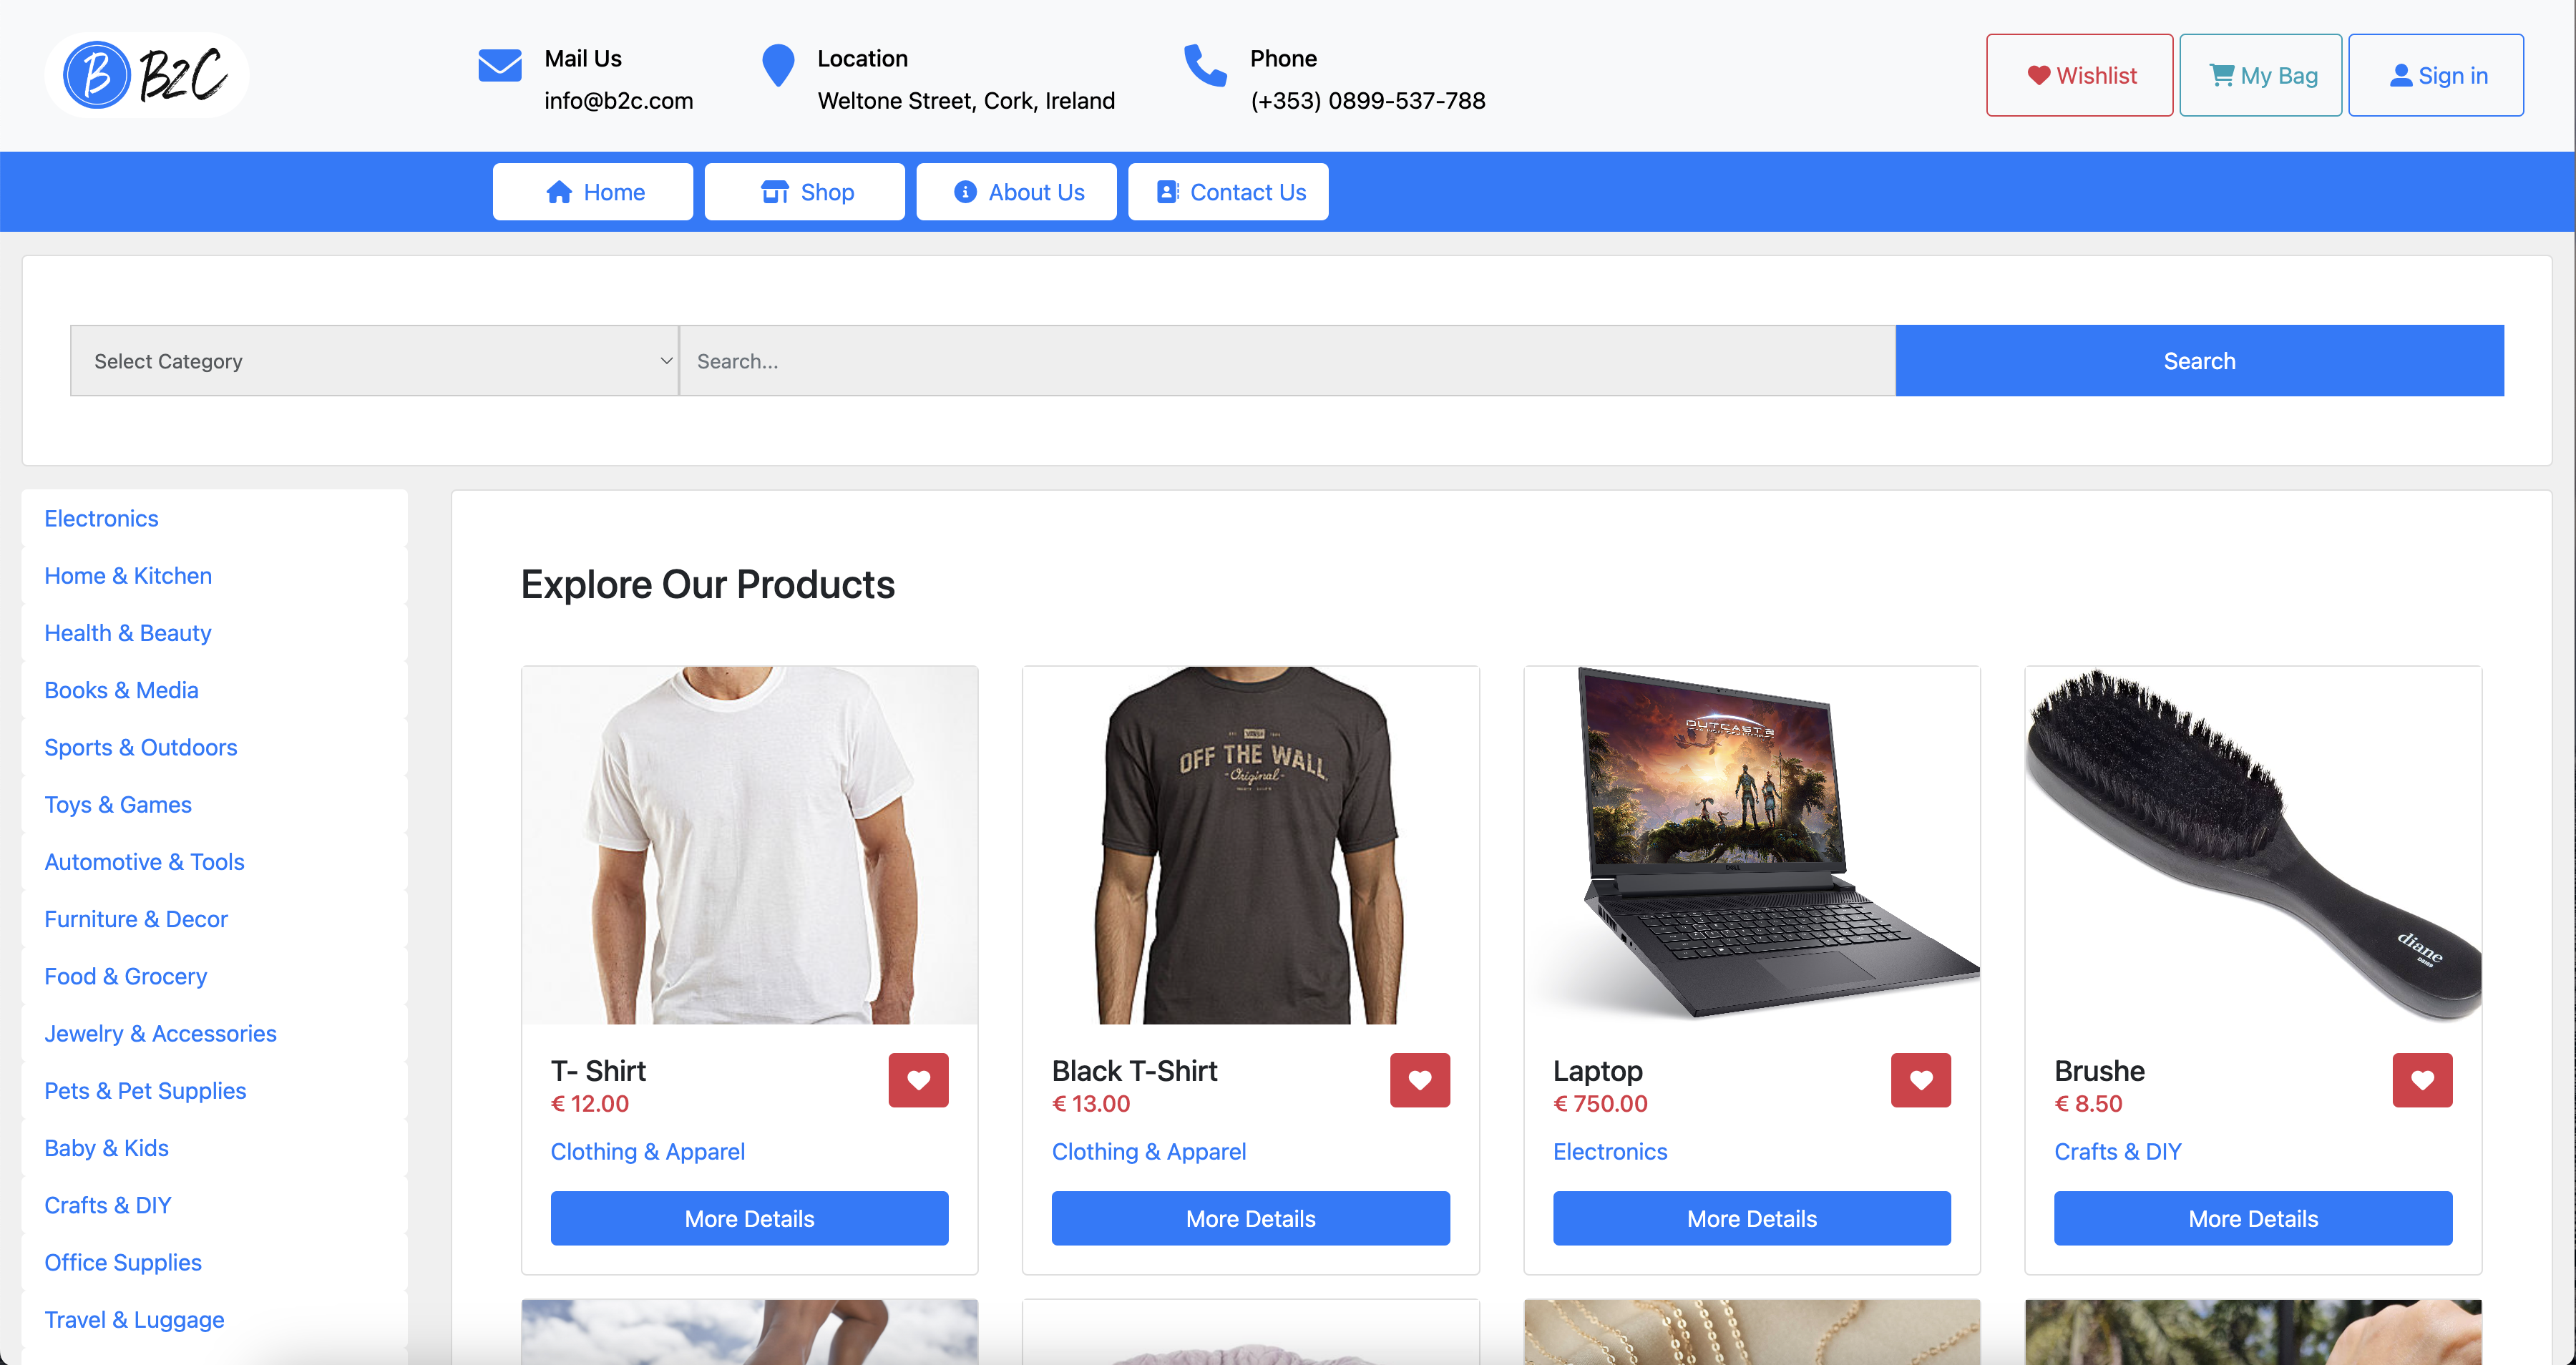 B B2C
Mail Us
info@b2c.com
Location
Weltone Street, Cork, Ireland
Phone
(+353) 0899-537-788
Wishlist
My Bag
Sign in
Home
Shop
About Us
Contact Us
Select Category
Search...
Search
Electronics
Home & Kitchen
Health & Beauty
Books & Media
Sports & Outdoors
Toys & Games
Automotive & Tools
Furniture & Decor
Food & Grocery
Jewelry & Accessories
Pets & Pet Supplies
Baby & Kids
Crafts & DIY
Office Supplies
Travel & Luggage
Explore Our Products
OFF THE WALL
-Original-
T- Shirt
€ 12.00
Clothing & Apparel
More Details
Black T-Shirt
€ 13.00
Clothing & Apparel
More Details
OUTCAST 2
DELL
Laptop
€ 750.00
Electronics
More Details
diane
Brushe
€ 8.50
Crafts & DIY
More Details